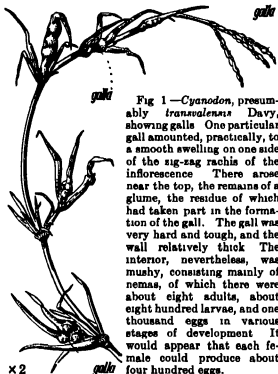 galls
galli
Fig 1 —Cyanodon, presum-
ably transvalensis Davy,
showing galls One particular
gall amounted, practically, to
a smooth swelling on one side
of the zig-zag rachis of the
inflorescence There arose
near the top, the remains of a
glume, the residue of which
had taken part in the forma-
tion of the gall. The gall was
very hard and tough, and the
wall relatively thick The
interior, nevertheless, was
mushy, consisting mainly of
nemas, of which there were
about eight adults, about
eight hundred larvae, and one
thousand eggs in various
stages of development It
would appear that each fe-
male could produce about
four hundred eggs.
× 2
galla